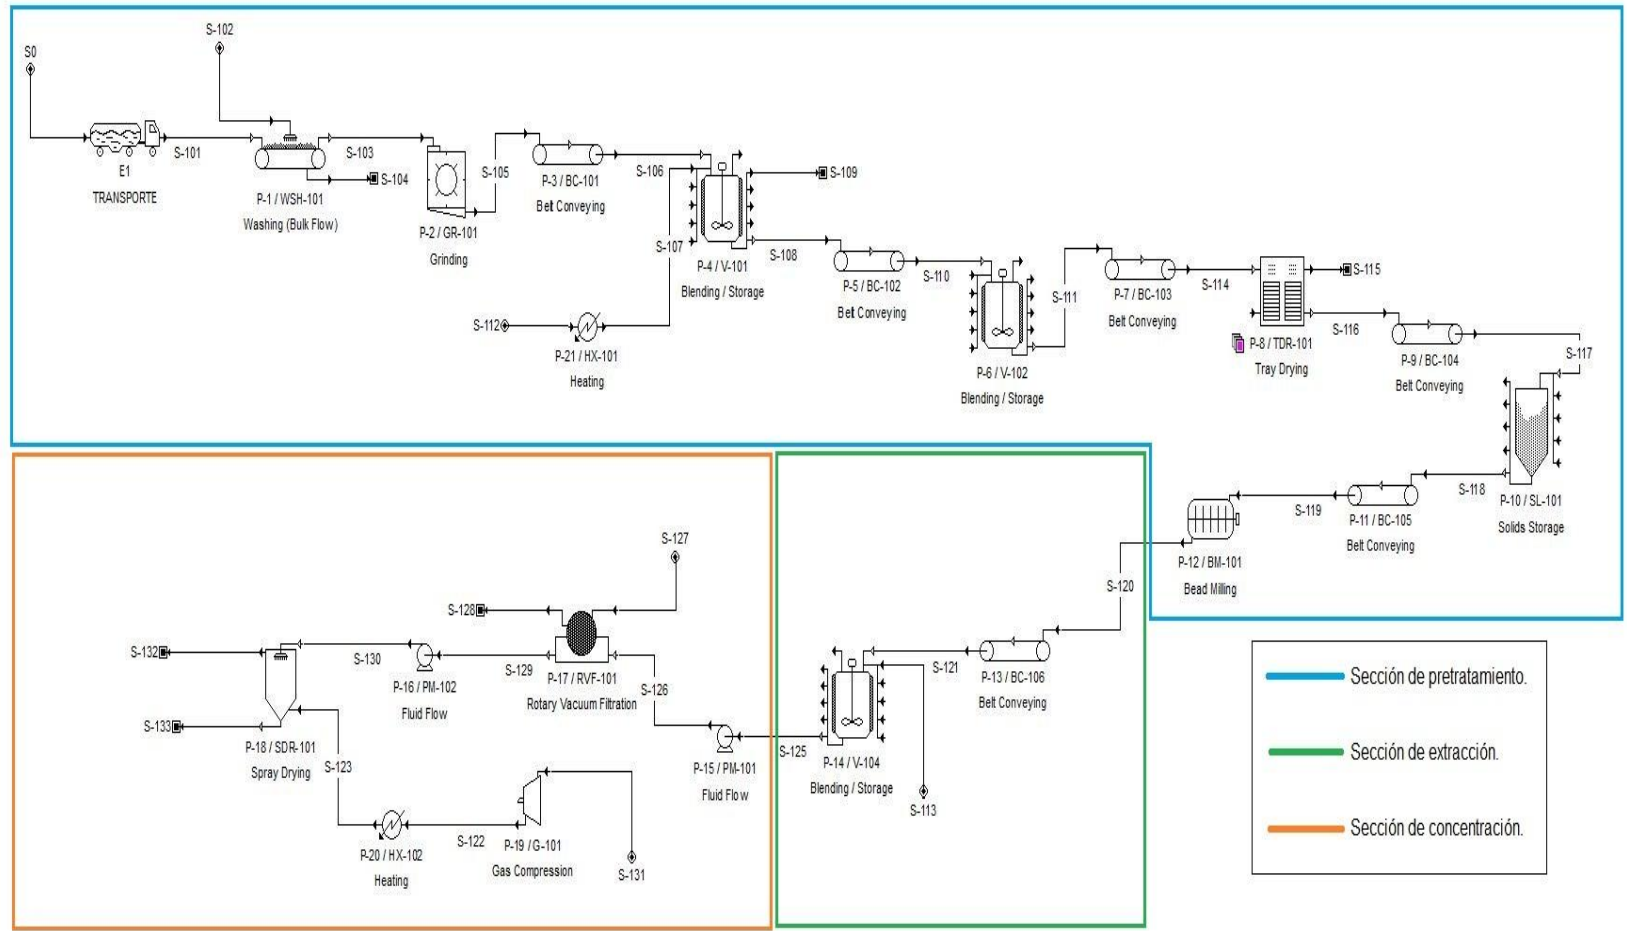 S-102
S0
S-101
E1
TRANSPORTE
S-103
S-104
P-1 / WSH-101
Washing (Bulk Flow)
S-105
P-2 / GR-101
Grinding
P-3 / BC-101
Belt Conveying
S-106
S-109
S-107
S-108
P-4 / V-101
Blending / Storage
S-112
P-21 / HX-101
Heating
S-110
P-5 / BC-102
Belt Conveying
S-111
P-6 / V-102
Blending / Storage
P-7 / BC-103
Belt Conveying
S-114
S-115
S-116
P-8 / TDR-101
Tray Drying
P-9 / BC-104
Belt Conveying
S-117
P-10 / SL-101
Solids Storage
S-118
P-11 / BC-105
Belt Conveying
S-119
P-12 / BM-101
Bead Milling
S-120
S-121
P-13 / BC-106
Belt Conveying
P-14 / V-104
Blending / Storage
S-113
S-125
P-15 / PM-101
Fluid Flow
S-126
S-127
S-128
P-17 / RVF-101
Rotary Vacuum Filtration
S-129
S-130
P-16 / PM-102
Fluid Flow
S-132
S-133
P-18 / SDR-101
Spray Drying
S-123
P-20 / HX-102
Heating
S-122
P-19 / G-101
Gas Compression
S-131
Sección de pretratamiento.
Sección de extracción.
Sección de concentración.